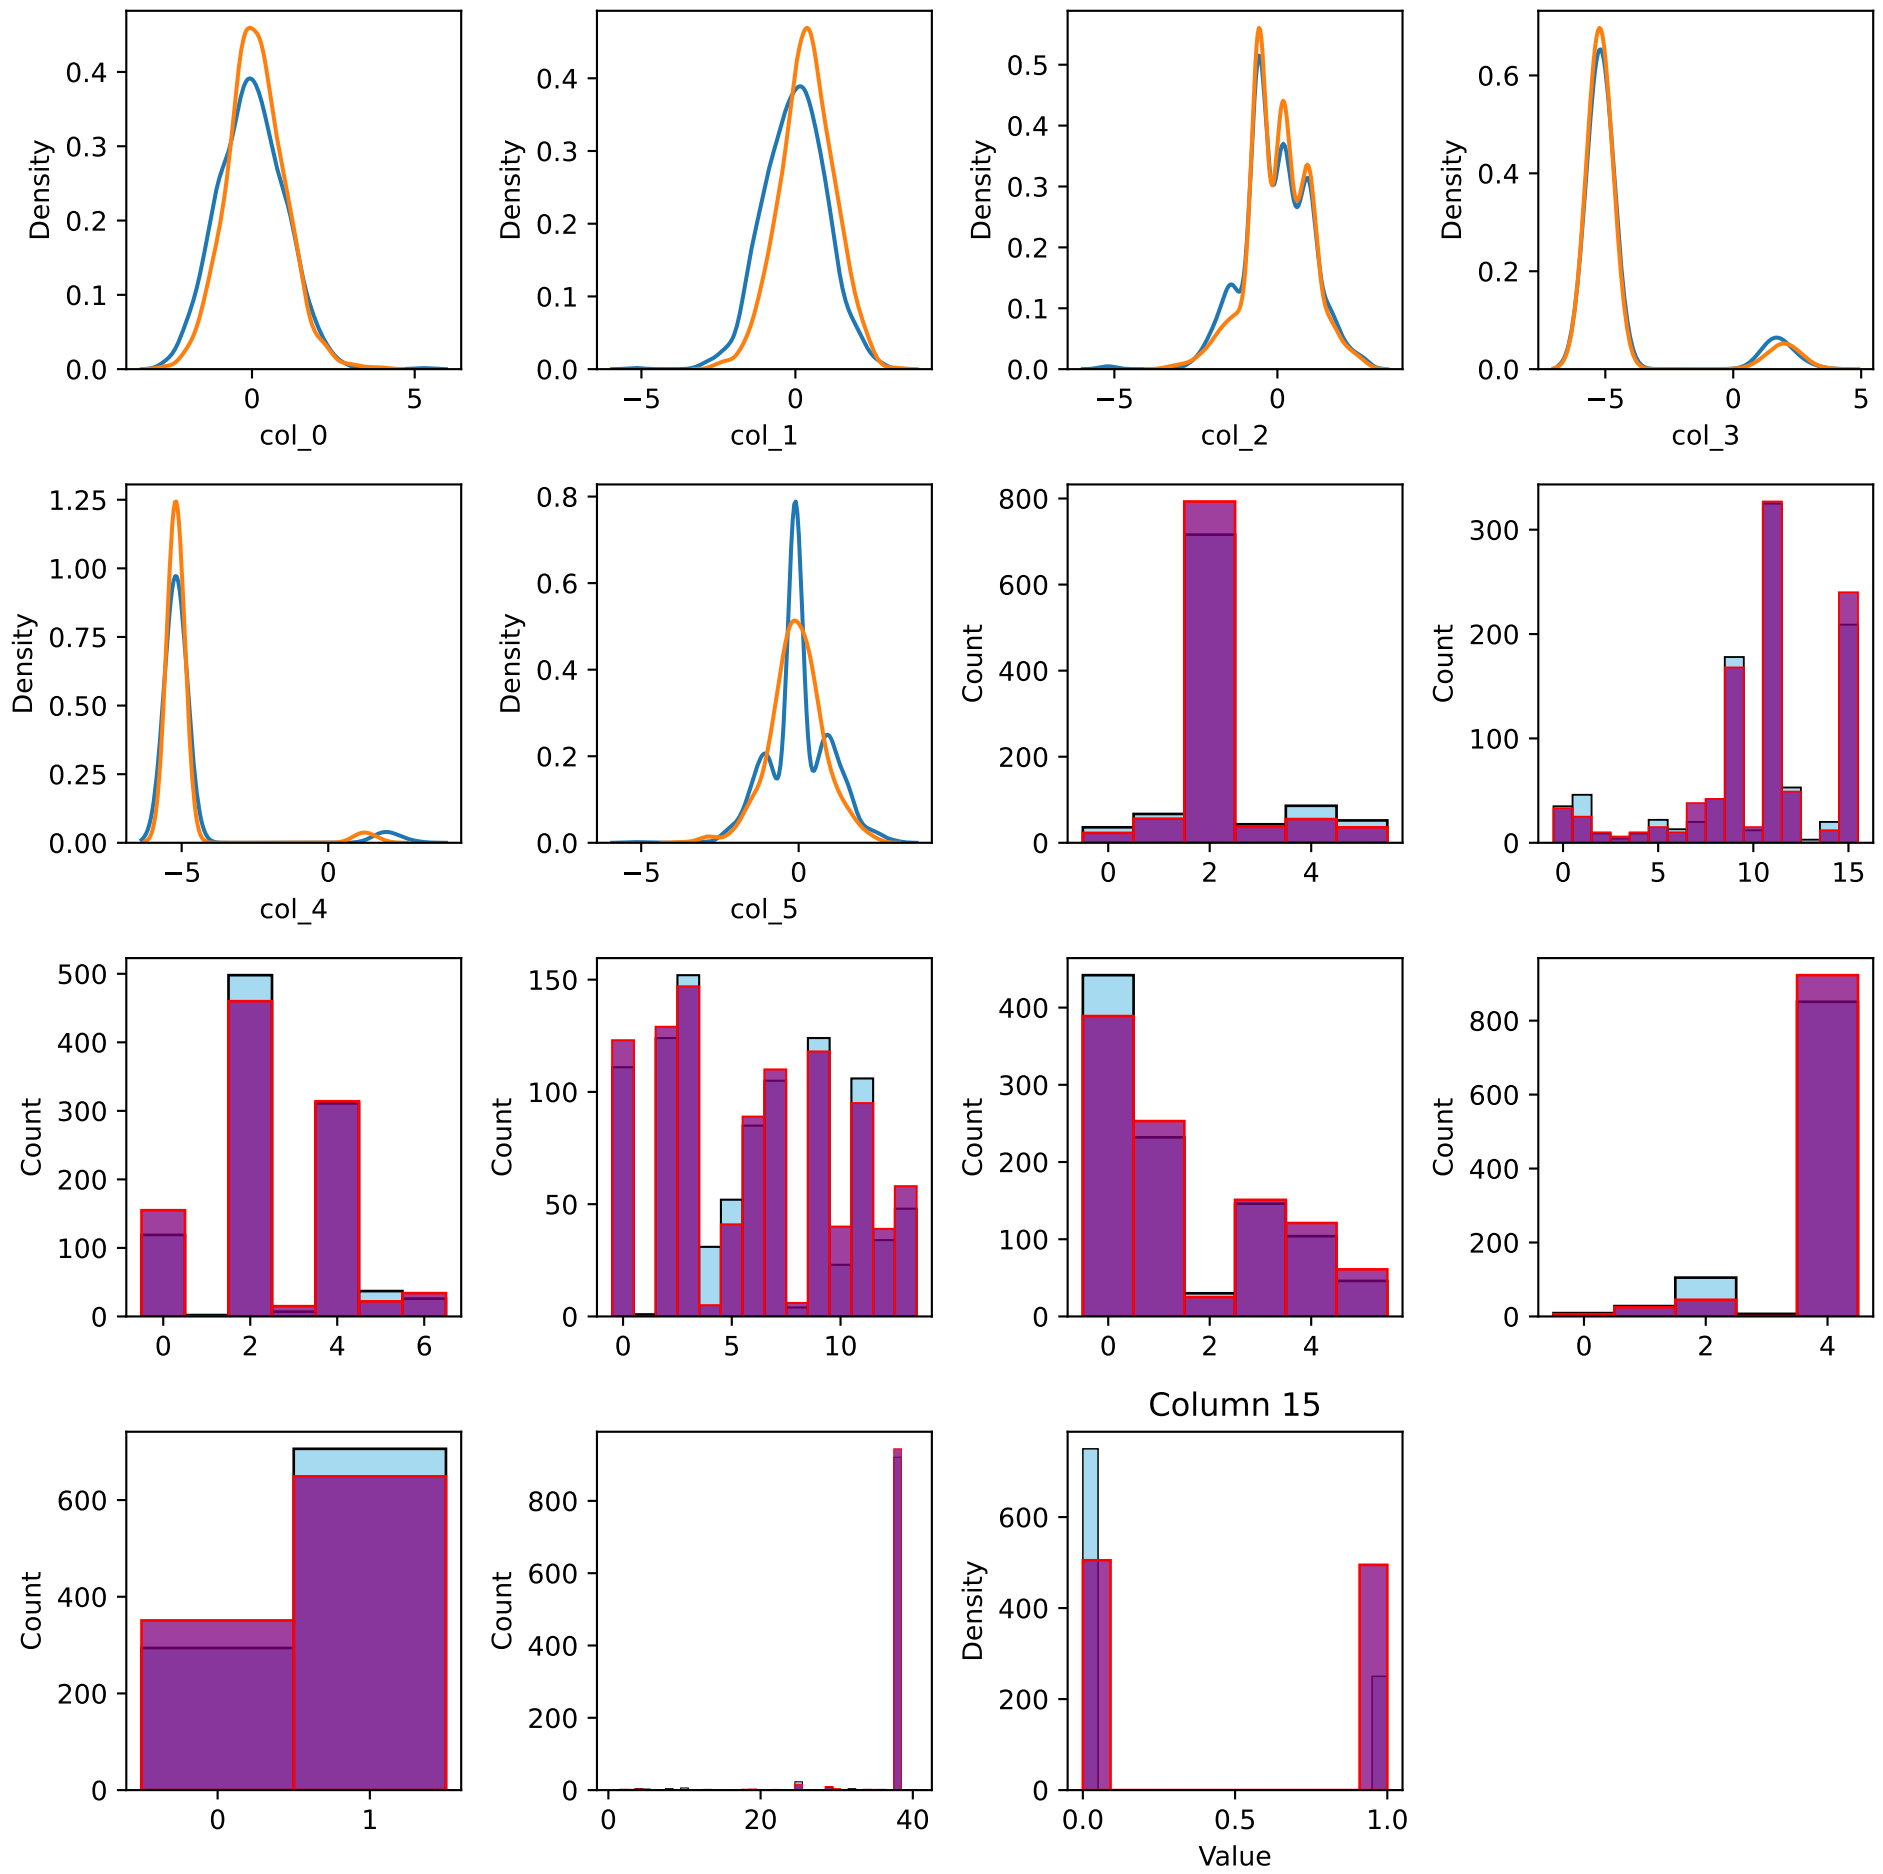 Density
0.0 0.1 0.2 0.3 0.4
0 5
col_0
Density
0.0 0.1 0.2 0.3 0.4
−5 0
col_1
Density
0.0 0.1 0.2 0.3 0.4 0.5
−5 0
col_2
Density
0.0 0.2 0.4 0.6
−5 0 5
col_3
Density
0.00 0.25 0.50 0.75 1.00 1.25
−5 0
col_4
Density
0.0 0.2 0.4 0.6 0.8
−5 0
col_5
Count
0 200 400 600 800
0 2 4
Count
0 100 200 300
0 5 10 15
Count
0 100 200 300 400 500
0 2 4 6
Count
0 50 100 150
0 5 10
Count
0 100 200 300 400
0 2 4
Count
0 200 400 600 800
0 2 4
Count
0 200 400 600
0 1
Count
0 200 400 600 800
0 20 40
Column 15
Density
0 200 400 600
0.0 0.5 1.0
Value